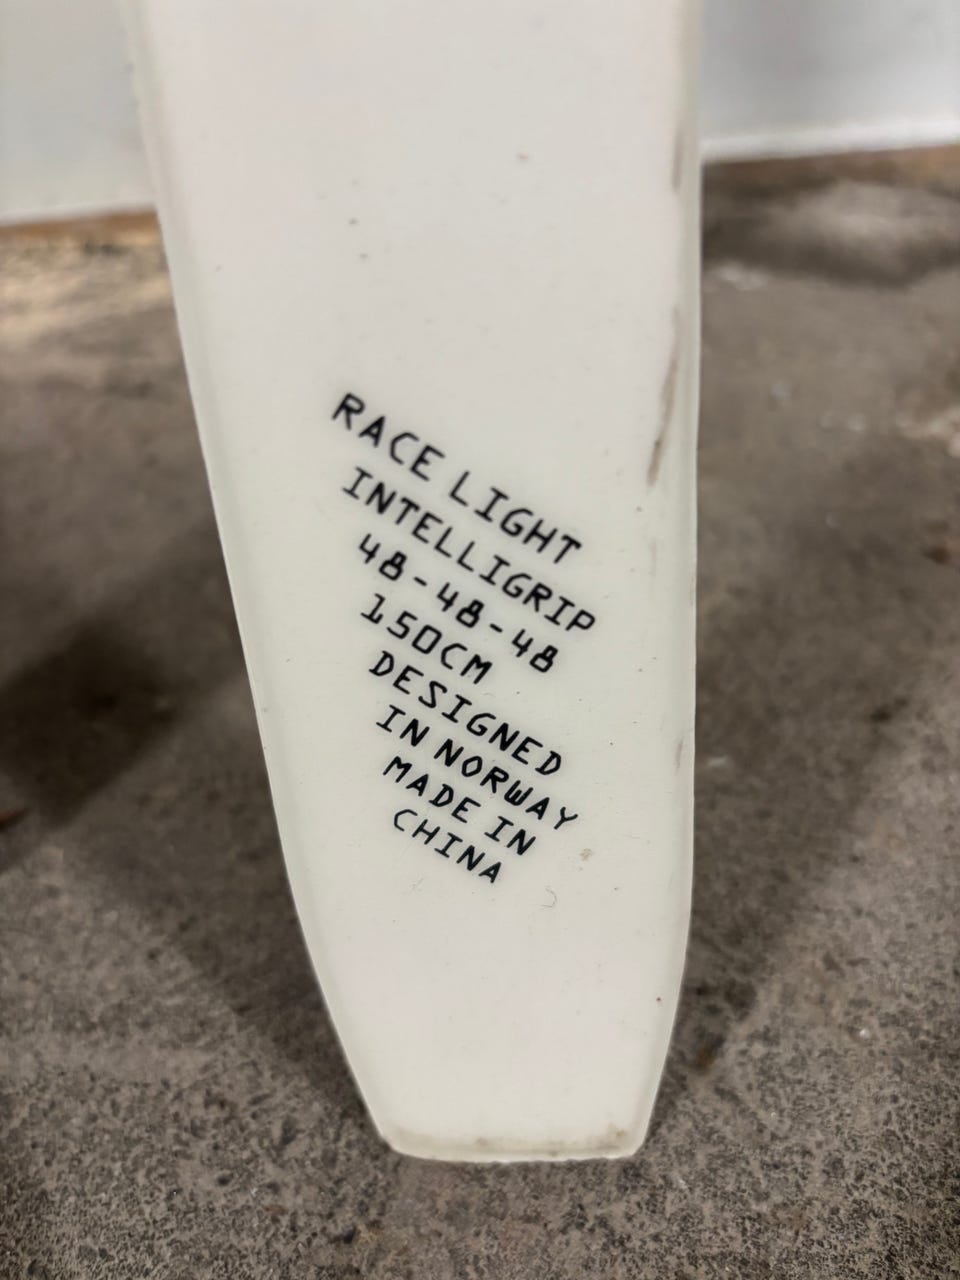 RACE LIGHT
INTELLIGRIP
48-48-48
150CM
DESIGNED
IN NORWAY
MADE IN
CHINA